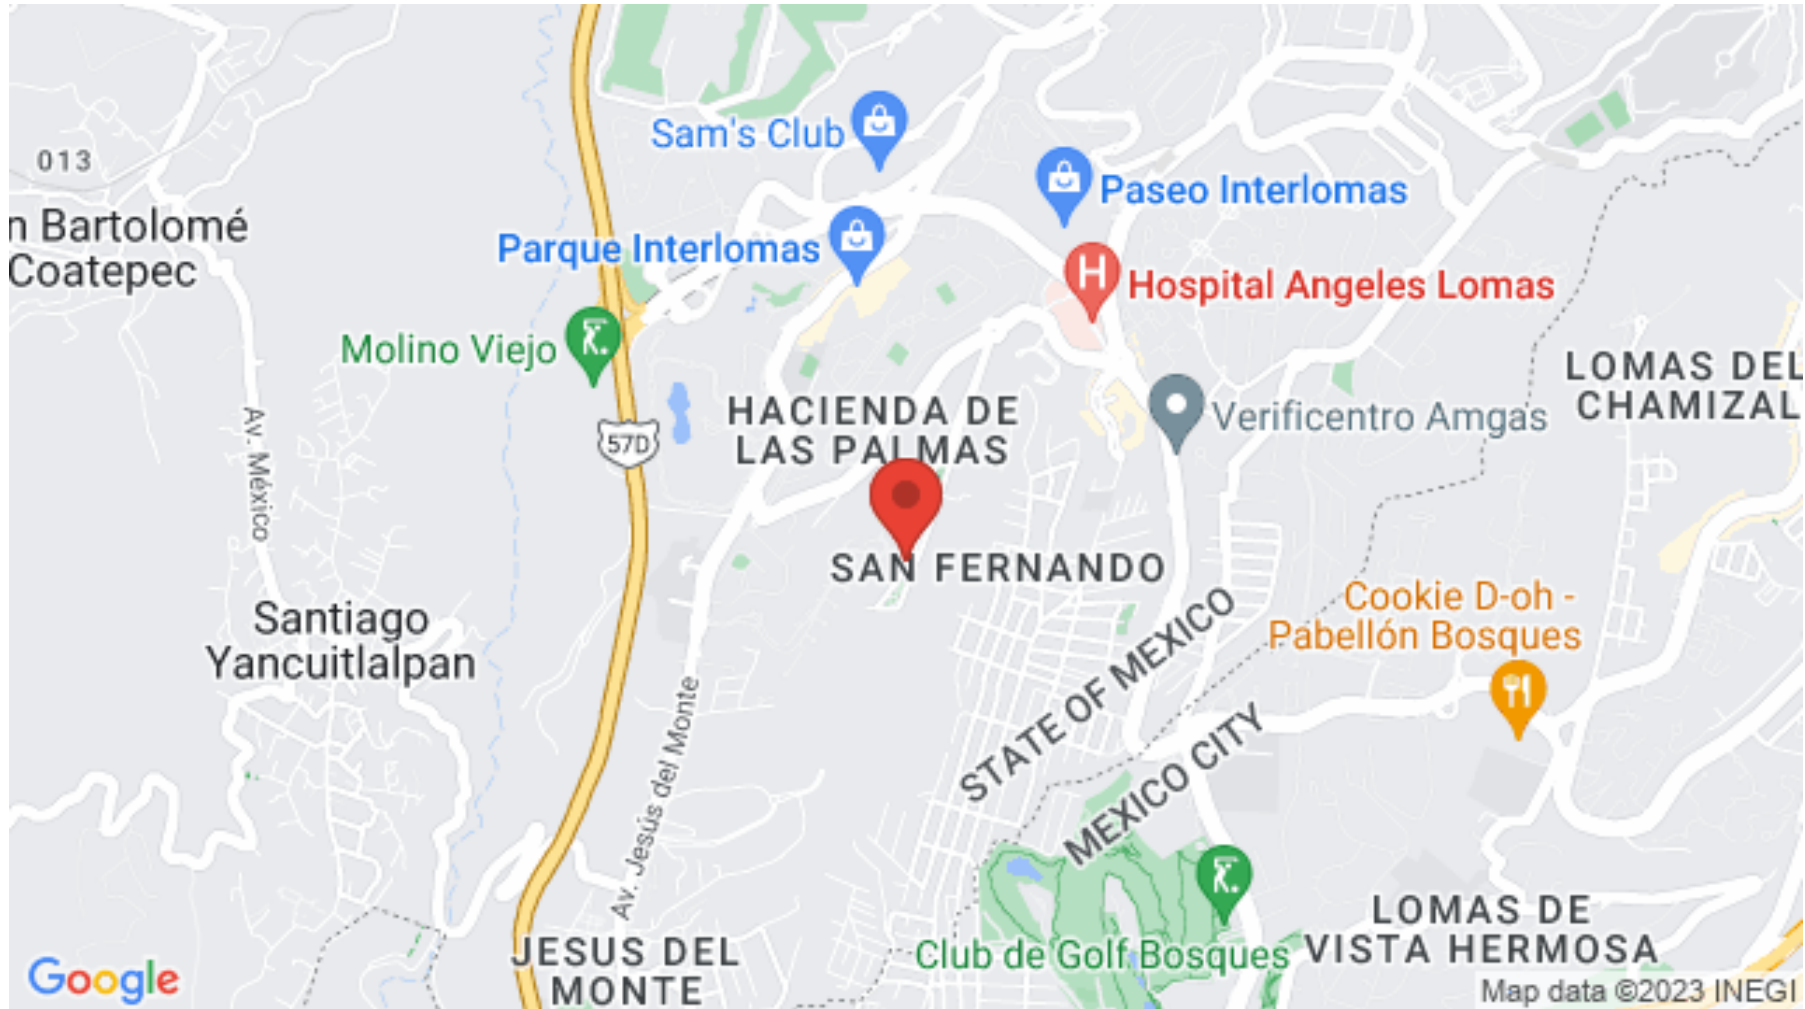 Sam's Club
013
Paseo Interlomas
n Bartolomé
Coatepec
Parque Interlomas
H
Hospital Angeles Lomas
Molino Viejo
LOMAS DEL
CHAMIZAL
HACIENDA DE
LAS PALMAS
Verificentro Amgas
57D
Av. México
SAN FERNANDO
Santiago
Yancuitlalpan
Cookie D-oh -
Pabellón Bosques
STATE OF MEXICO
MEXICO CITY
Av. Jesús del Monte
LOMAS DE
VISTA HERMOSA
JESUS DEL
MONTE
Club de Golf Bosques
Google
Map data ©2023 INEGI